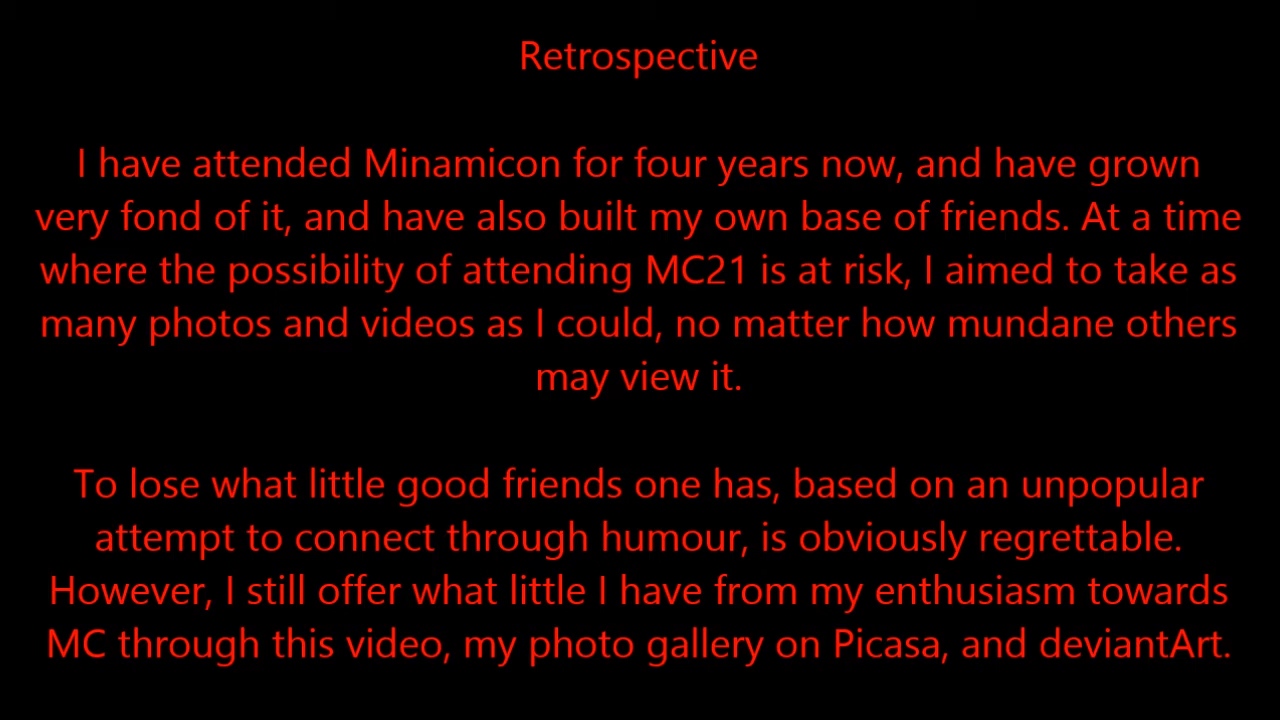 Retrospective
I have attended Minamicon for four years now, and have grown
very fond of it, and have also built my own base of friends. At a time
where the possibility of attending MC21 is at risk, I aimed to take as
many photos and videos as I could, no matter how mundane others
may view it.
To lose what little good friends one has, based on an unpopular
attempt to connect through humour, is obviously regrettable.
However, I still offer what little I have from my enthusiasm towards
MC through this video, my photo gallery on Picasa, and deviantArt.